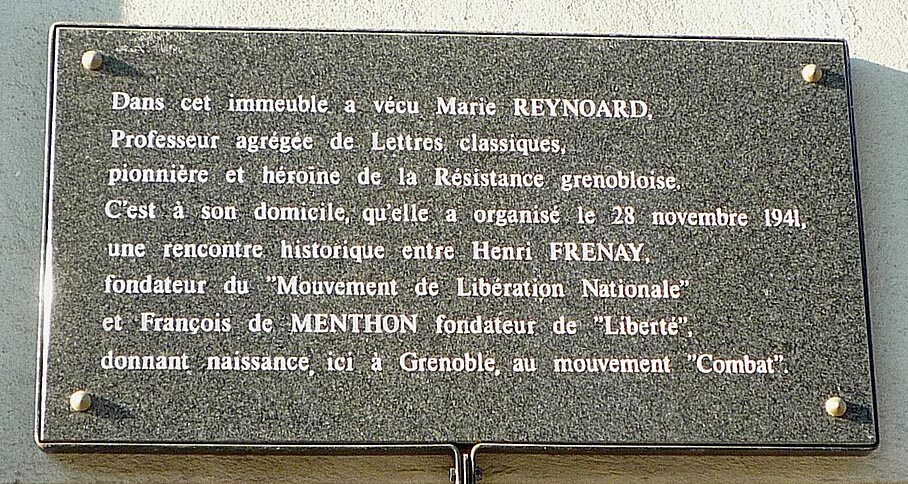 Dans cet immeuble a vécu Marie REYNOARD,
Professeur agrégée de Lettres classiques,
pionnière et héroïne de la Résistance grenobloise.
C'est à son domicile, qu'elle a organisé le 28 novembre 1941,
une rencontre historique entre Henri FRENAY,
fondateur du "Mouvement de Libération Nationale"
et François de MENTHON fondateur de "Liberté",
donnant naissance, ici à Grenoble, au mouvement "Combat".